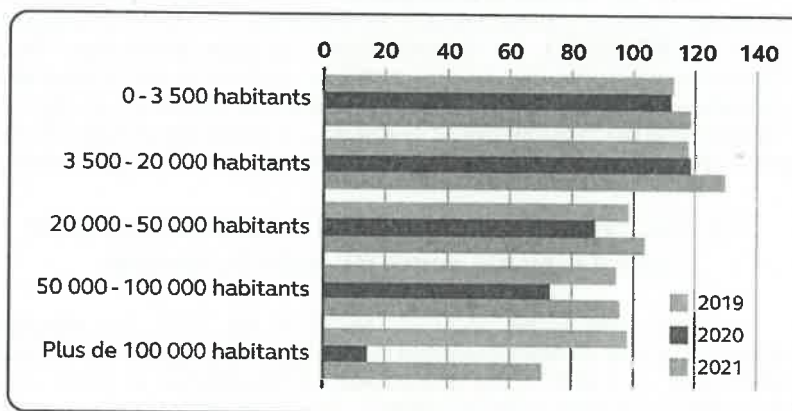 0 20 40 60 80 100 120 140
0 - 3 500 habitants
3 500 - 20 000 habitants
20 000 - 50 000 habitants
50 000 - 100 000 habitants
Plus de 100 000 habitants
2019
2020
2021